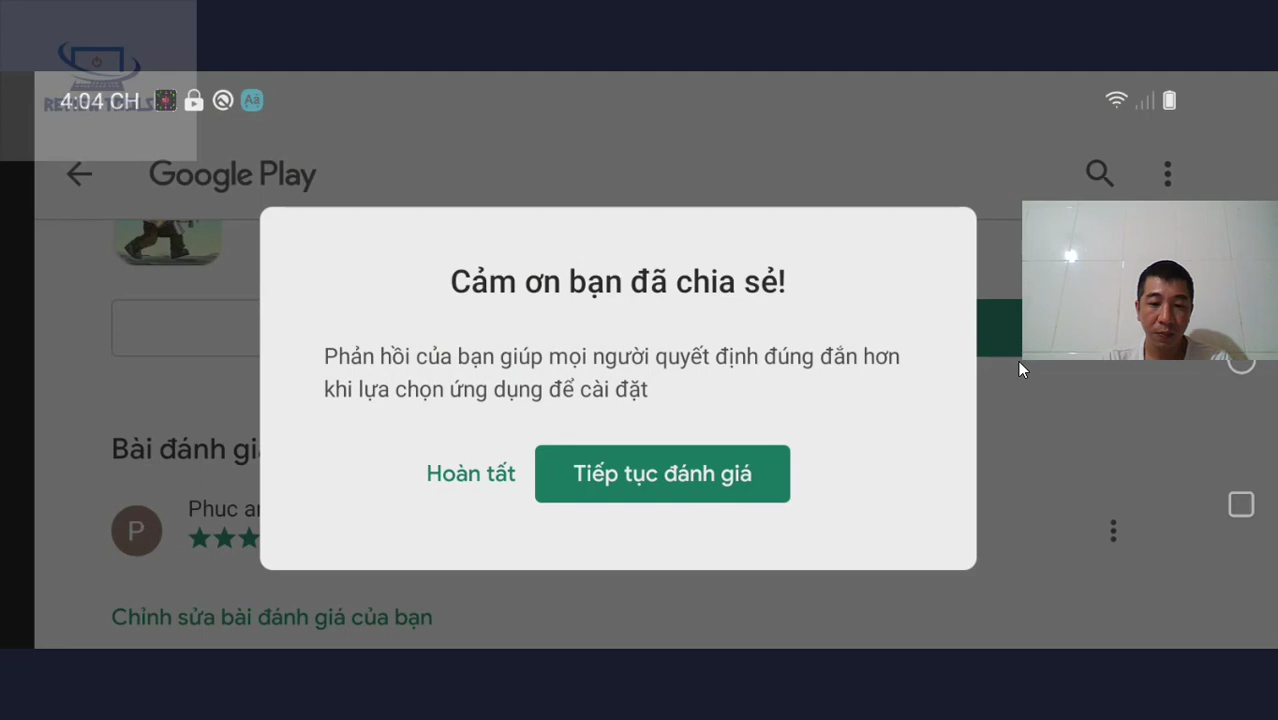 4:04 CH
Google Play
Cảm ơn bạn đã chia sẻ!
Phản hồi của bạn giúp mọi người quyết định đúng đắn hơn
khi lựa chọn ứng dụng để cài đặt
Hoàn tất
Tiếp tục đánh giá
Bài đánh gi
P
Phuc
Chỉnh sửa bài đánh giá của bạn